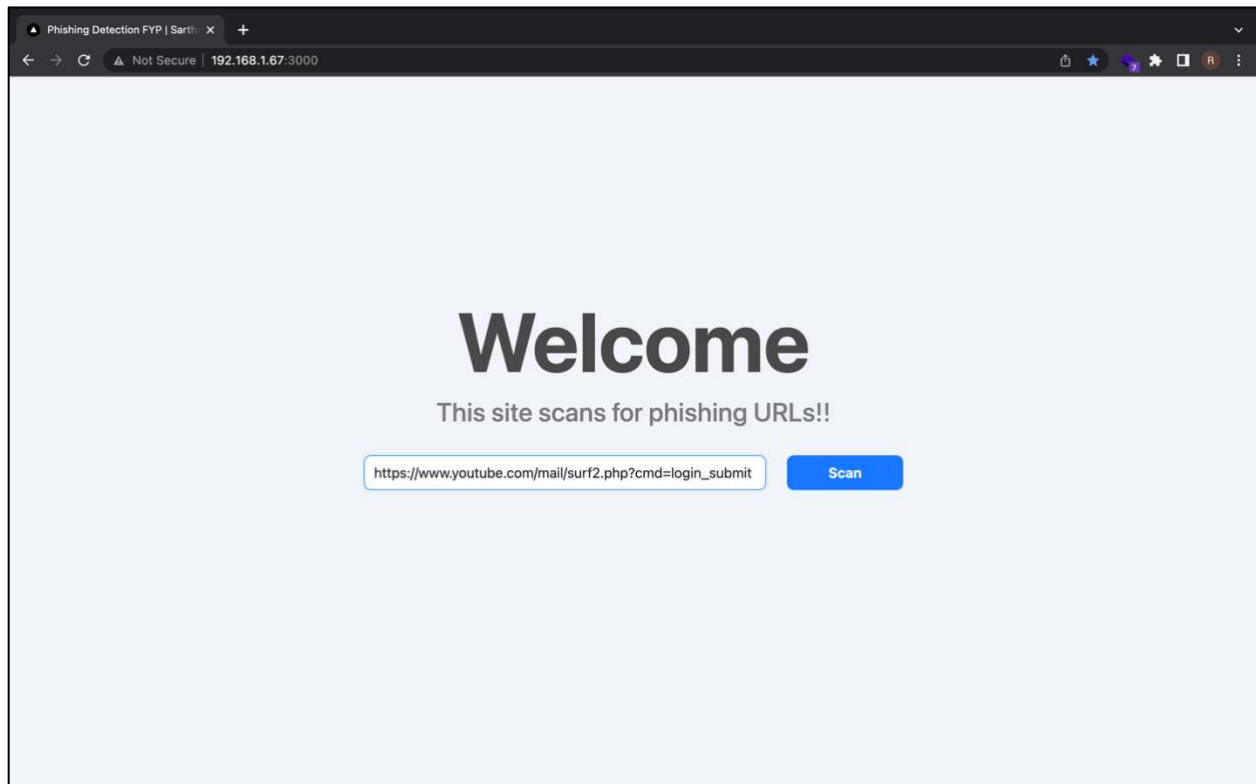 Phishing Detection FYP | Sarth
Not Secure | 192.168.1.67:3000
7
R
Welcome
This site scans for phishing URLs!!
https://www.youtube.com/mail/surf2.php?cmd=login_submit
Scan